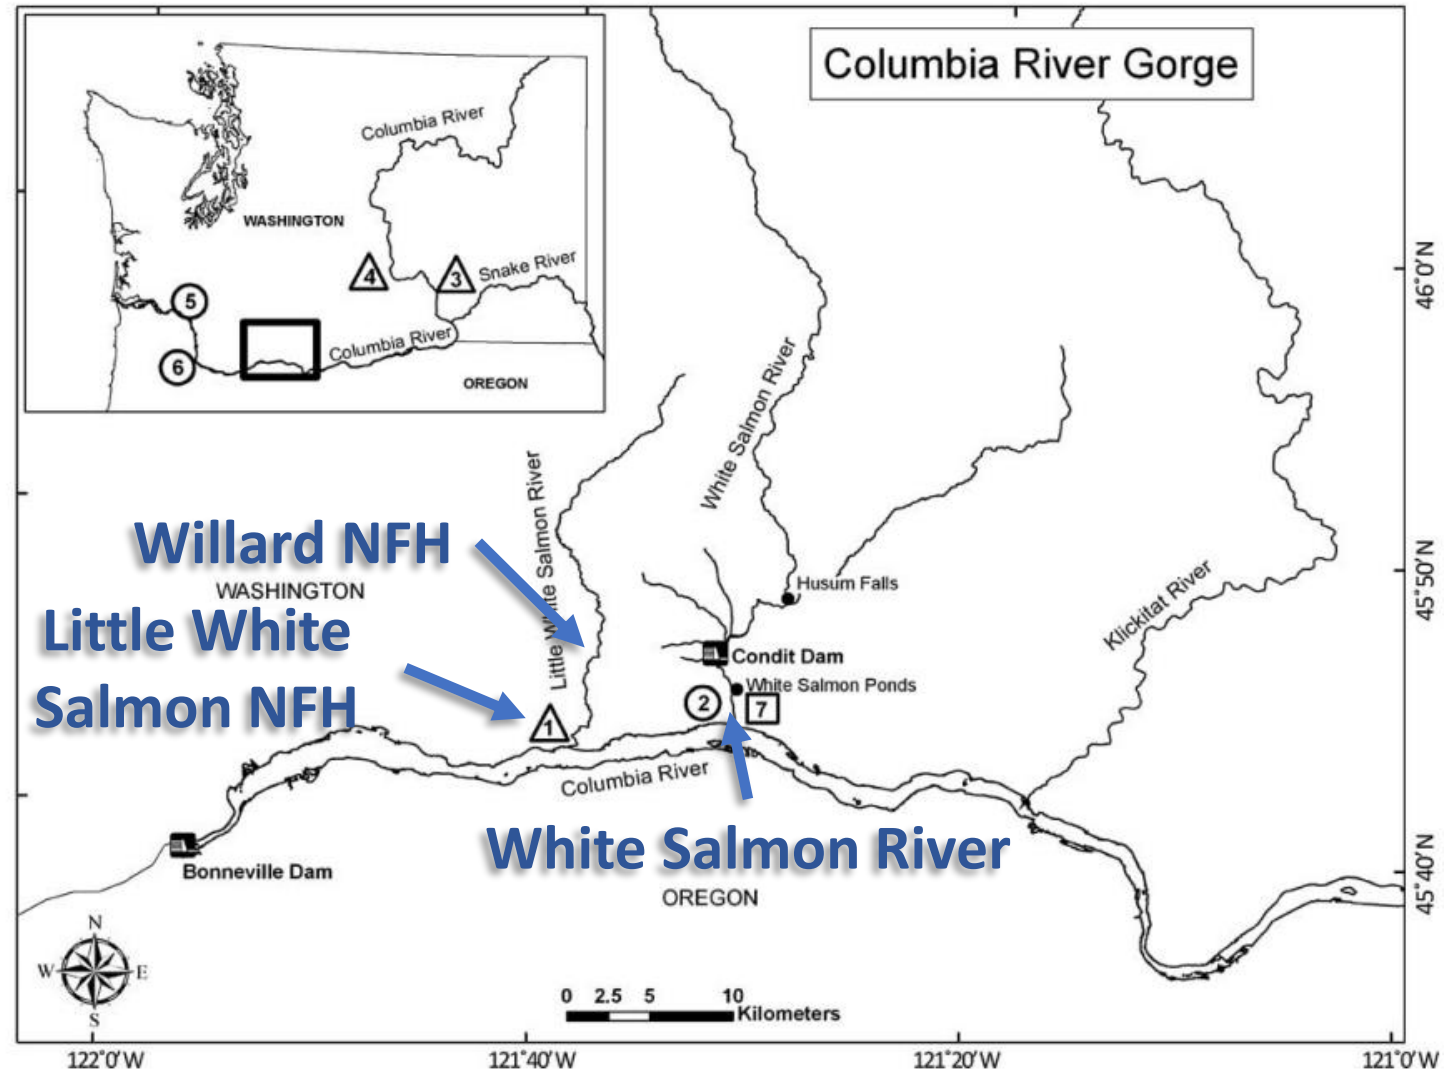 Columbia River Gorge
Columbia River
WASHINGTON
4
3
Snake River
5
6
Columbia River
OREGON
46°0'N
White Salmon River
Little White Salmon River
Willard NFH
WASHINGTON
Husum Falls
45°50'N
Klickitat River
Little White
Salmon NFH
Condit Dam
White Salmon Ponds
1
2
7
Columbia River
White Salmon River
Bonneville Dam
OREGON
45°40'N
N
W
E
S
0 2.5 5 10
Kilometers
122°0'W
121°40'W
121°20'W
121°0'W